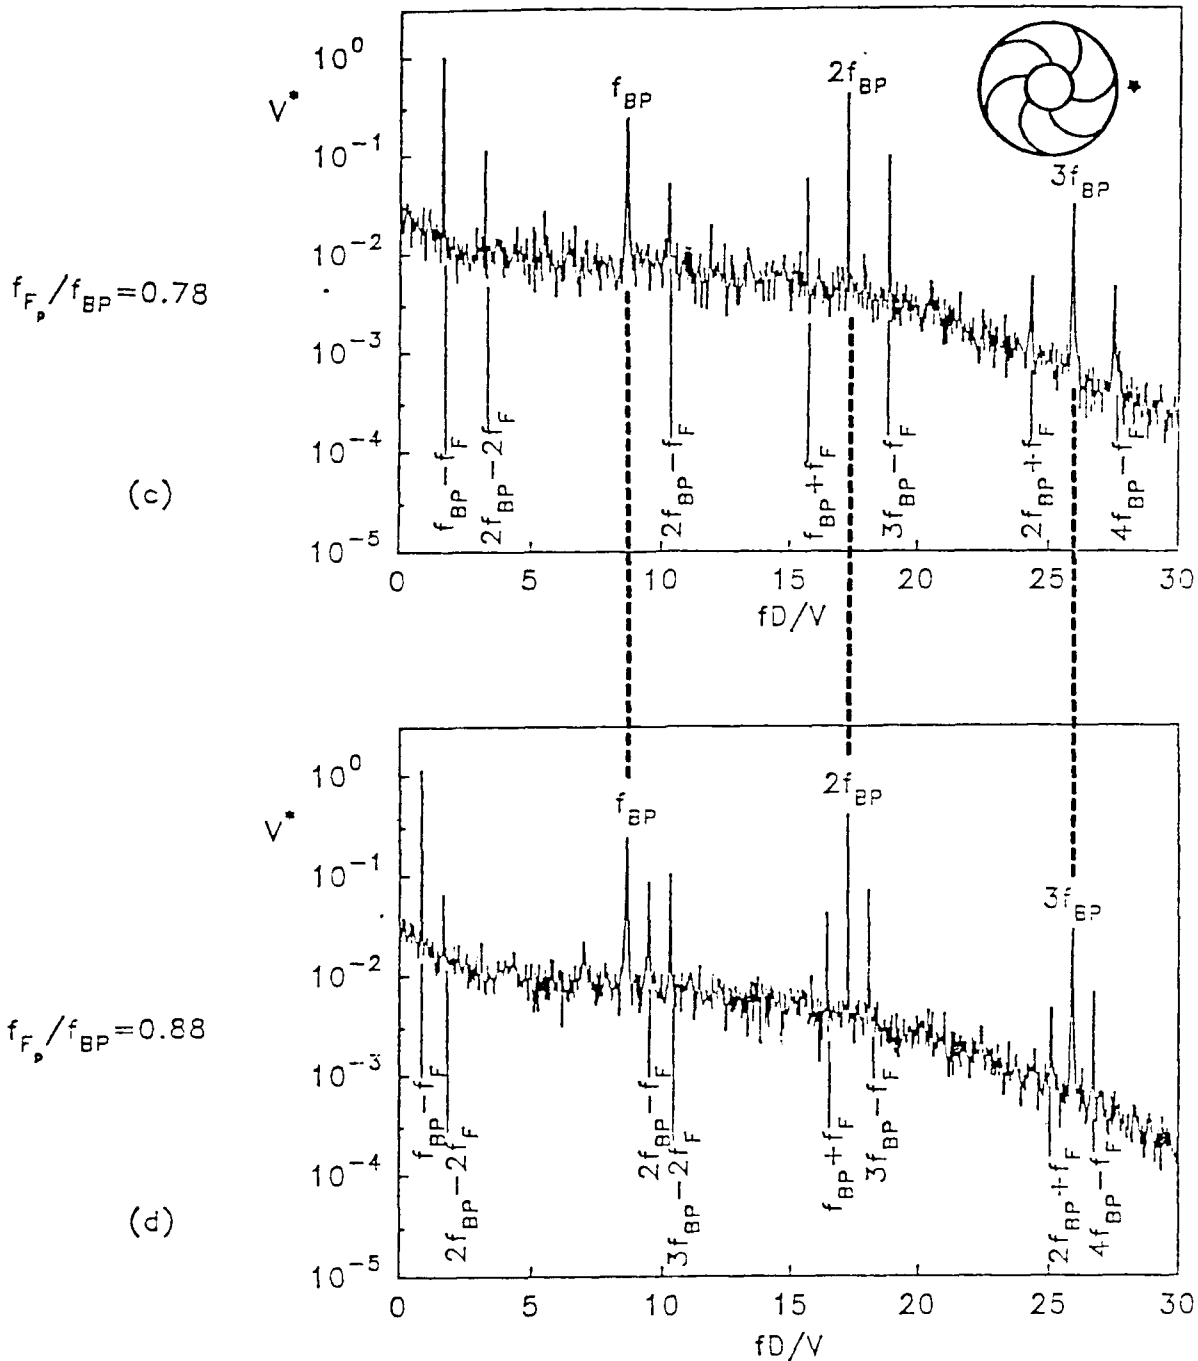 10^0
V*
10^-1
10^-2
10^-3
10^-4
10^-5
f_BP
2f_BP
3f_BP
f_Fp/f_BP=0.78
(c)
f_BP-f_F
2f_BP-2f_F
2f_BP-f_F
f_BP+f_F
3f_BP-f_F
2f_BP+f_F
4f_BP-f_F
0 5 10 15 20 25 30
fD/V
10^0
V*
10^-1
10^-2
10^-3
10^-4
10^-5
f_BP
2f_BP
3f_BP
f_Fp/f_BP=0.88
(d)
f_BP-f_F
2f_BP-2f_F
2f_BP-f_F
3f_BP-2f_F
f_BP+f_F
3f_BP-f_F
2f_BP+f_F
4f_BP-f_F
0 5 10 15 20 25 30
fD/V